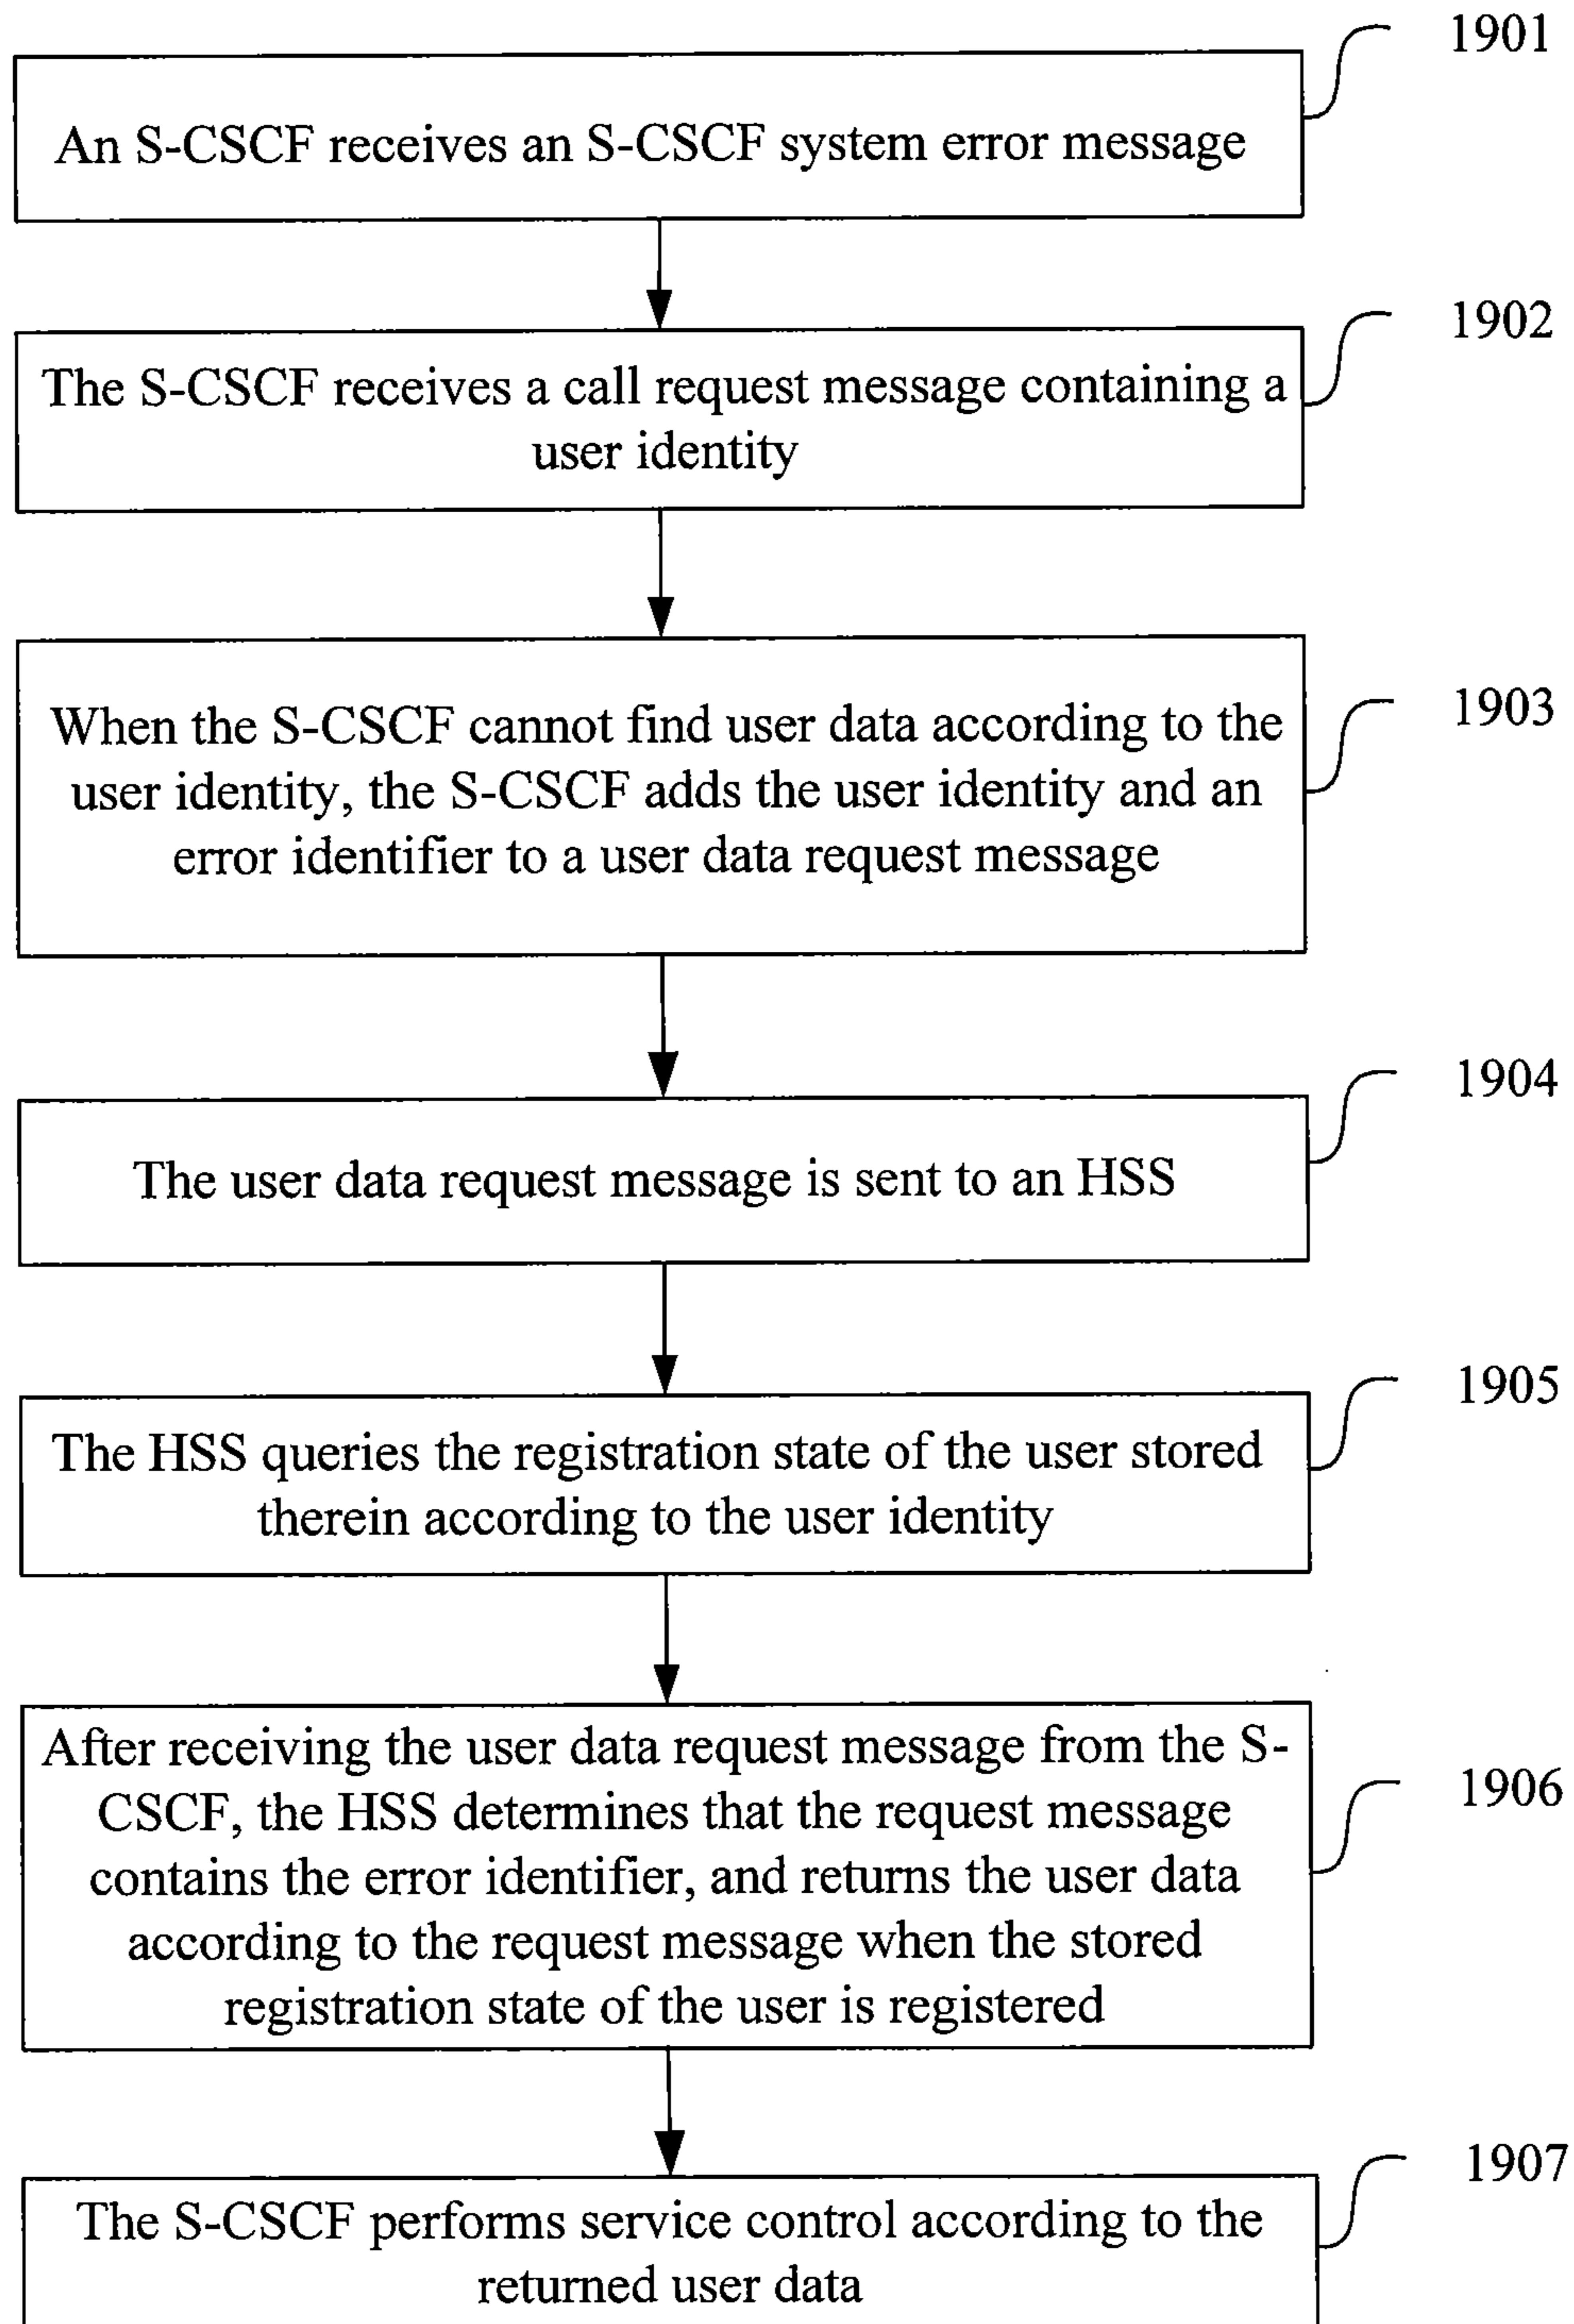 1901
An S-CSCF receives an S-CSCF system error message
1902
The S-CSCF receives a call request message containing a
user identity
1903
When the S-CSCF cannot find user data according to the
user identity, the S-CSCF adds the user identity and an
error identifier to a user data request message
1904
The user data request message is sent to an HSS
1905
The HSS queries the registration state of the user stored
therein according to the user identity
1906
After receiving the user data request message from the S-
CSCF, the HSS determines that the request message
contains the error identifier, and returns the user data
according to the request message when the stored
registration state of the user is registered
1907
The S-CSCF performs service control according to the
returned user data